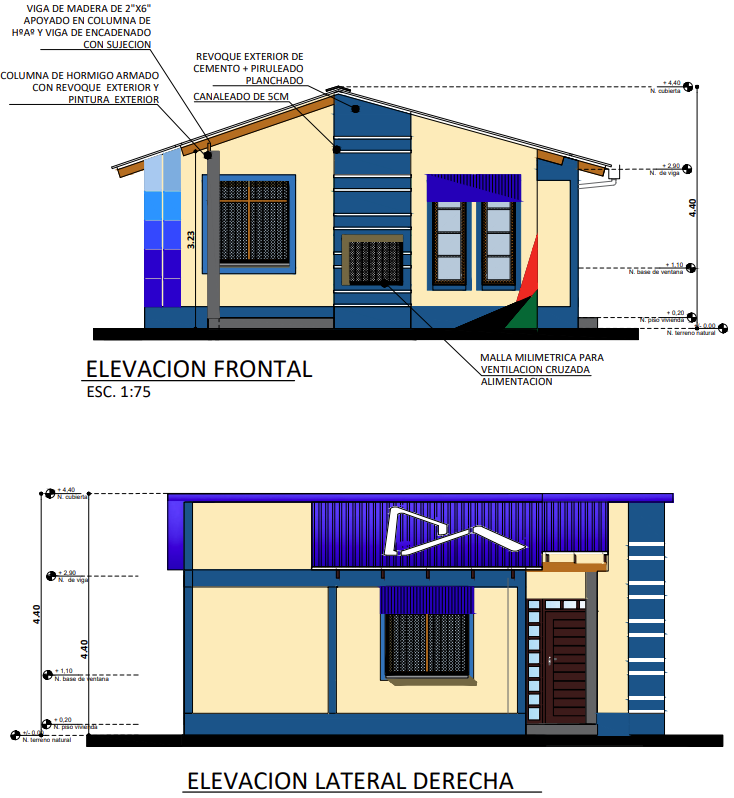 VIGA DE MADERA DE 2"X6"
APOYADO EN COLUMNA DE
HºAº Y VIGA DE ENCADENADO
CON SUJECION
REVOQUE EXTERIOR DE
CEMENTO + PIRULEADO
PLANCHADO
CANALEADO DE 5CM
COLUMNA DE HORMIGO ARMADO
CON REVOQUE EXTERIOR Y
PINTURA EXTERIOR
+ 4,40
N. cubierta
+ 2,90
N. de viga
4.40
3.23
+ 1,10
N. base de ventana
+ 0,20
N. piso vivienda
+/- 0,00
N. terreno natural
MALLA MILIMETRICA PARA
VENTILACION CRUZADA
ALIMENTACION
ELEVACION FRONTAL
ESC. 1:75
+ 4,40
N. cubierta
+ 2,90
N. de viga
4.40
4.40
+ 1,10
N. base de ventana
+ 0,20
N. piso vivienda
+/- 0,00
N. terreno natural
ELEVACION LATERAL DERECHA